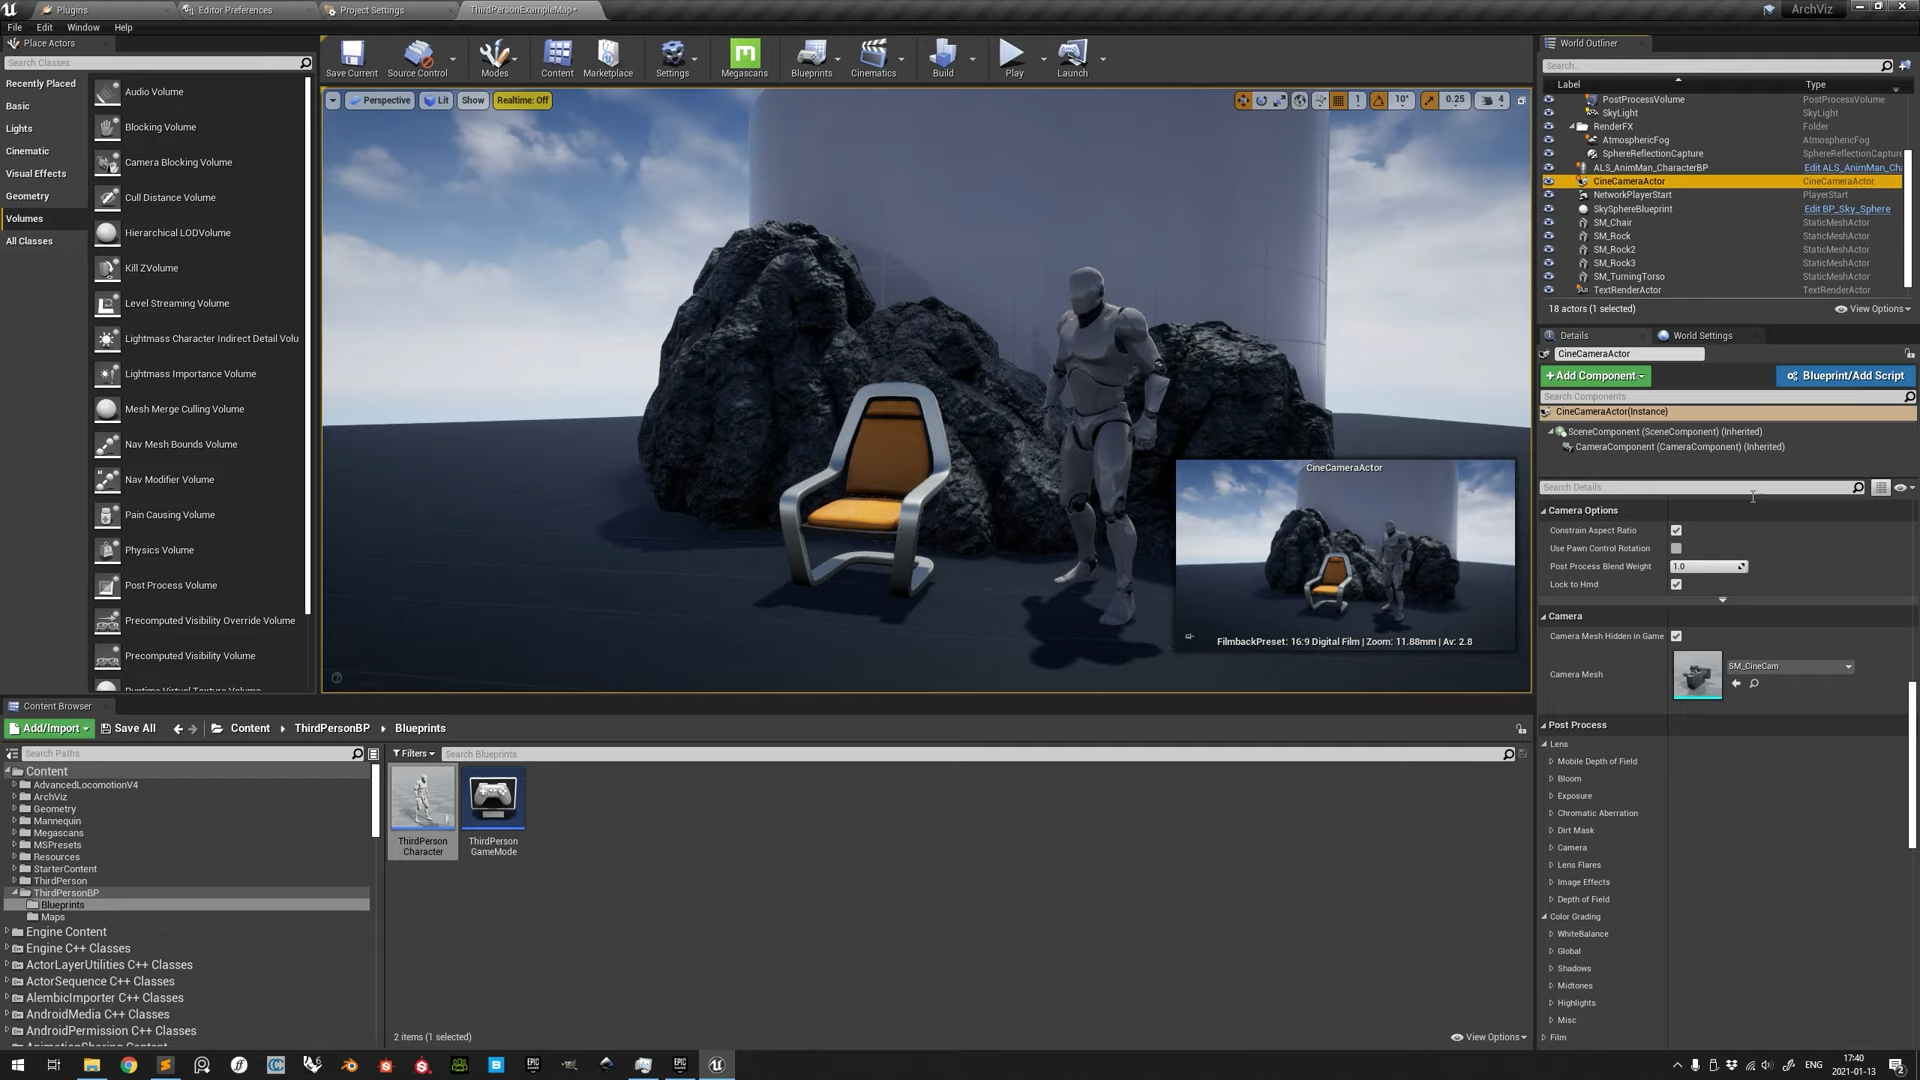 Plugins
Editor Preferences
Project Settings
ThirdPersonExampleMap*
ArchViz
File
Edit
Window
Help
Place Actors
Search Classes
Recently Placed
Basic
Lights
Cinematic
Visual Effects
Geometry
Volumes
All Classes
Audio Volume
Blocking Volume
Camera Blocking Volume
Cull Distance Volume
Hierarchical LODVolume
Kill ZVolume
Level Streaming Volume
Lightmass Character Indirect Detail Volu
Lightmass Importance Volume
Mesh Merge Culling Volume
Nav Mesh Bounds Volume
Nav Modifier Volume
Pain Causing Volume
Physics Volume
Post Process Volume
Precomputed Visibility Override Volume
Precomputed Visibility Volume
Runtime Virtual Texture Volume
Save Current
Source Control
Modes
Content
Marketplace
Settings
Megascans
Blueprints
Cinematics
Build
Play
Launch
Perspective
Lit
Show
Realtime: Off
1
10°
0.25
4
CineCameraActor
FilmbackPreset: 16:9 Digital Film | Zoom: 11.88mm | Av: 2.8
World Outliner
Search...
Label
Type
PostProcessVolume
PostProcessVolume
SkyLight
SkyLight
RenderFX
Folder
AtmosphericFog
AtmosphericFog
SphereReflectionCapture
SphereReflectionCapture
ALS_AnimMan_CharacterBP
Edit ALS_AnimMan_Cha
CineCameraActor
CineCameraActor
NetworkPlayerStart
PlayerStart
SkySphereBlueprint
Edit BP_Sky_Sphere
SM_Chair
StaticMeshActor
SM_Rock
StaticMeshActor
SM_Rock2
StaticMeshActor
SM_Rock3
StaticMeshActor
SM_TurningTorso
StaticMeshActor
TextRenderActor
TextRenderActor
18 actors (1 selected)
View Options
Details
World Settings
CineCameraActor
+Add Component
Blueprint/Add Script
Search Components
CineCameraActor(Instance)
SceneComponent (SceneComponent) (Inherited)
CameraComponent (CameraComponent) (Inherited)
Search Details
Camera Options
Constrain Aspect Ratio
Use Pawn Control Rotation
Post Process Blend Weight
1.0
Lock to Hmd
Camera
Camera Mesh Hidden in Game
Camera Mesh
SM_CineCam
Post Process
Lens
Mobile Depth of Field
Bloom
Exposure
Chromatic Aberration
Dirt Mask
Camera
Lens Flares
Image Effects
Depth of Field
Color Grading
WhiteBalance
Global
Shadows
Midtones
Highlights
Misc
Film
Content Browser
Add/Import
Save All
Content
ThirdPersonBP
Blueprints
Search Paths
Filters
Search Blueprints
Content
AdvancedLocomotionV4
ArchViz
Geometry
Mannequin
Megascans
MSPresets
Resources
StarterContent
ThirdPerson
ThirdPersonBP
Blueprints
Maps
Engine Content
Engine C++ Classes
ActorLayerUtilities C++ Classes
ActorSequence C++ Classes
AlembicImporter C++ Classes
AndroidMedia C++ Classes
AndroidPermission C++ Classes
AnimationSharing Content
ThirdPerson
Character
ThirdPerson
GameMode
2 items (1 selected)
View Options
ENG
17:40
2021-01-13